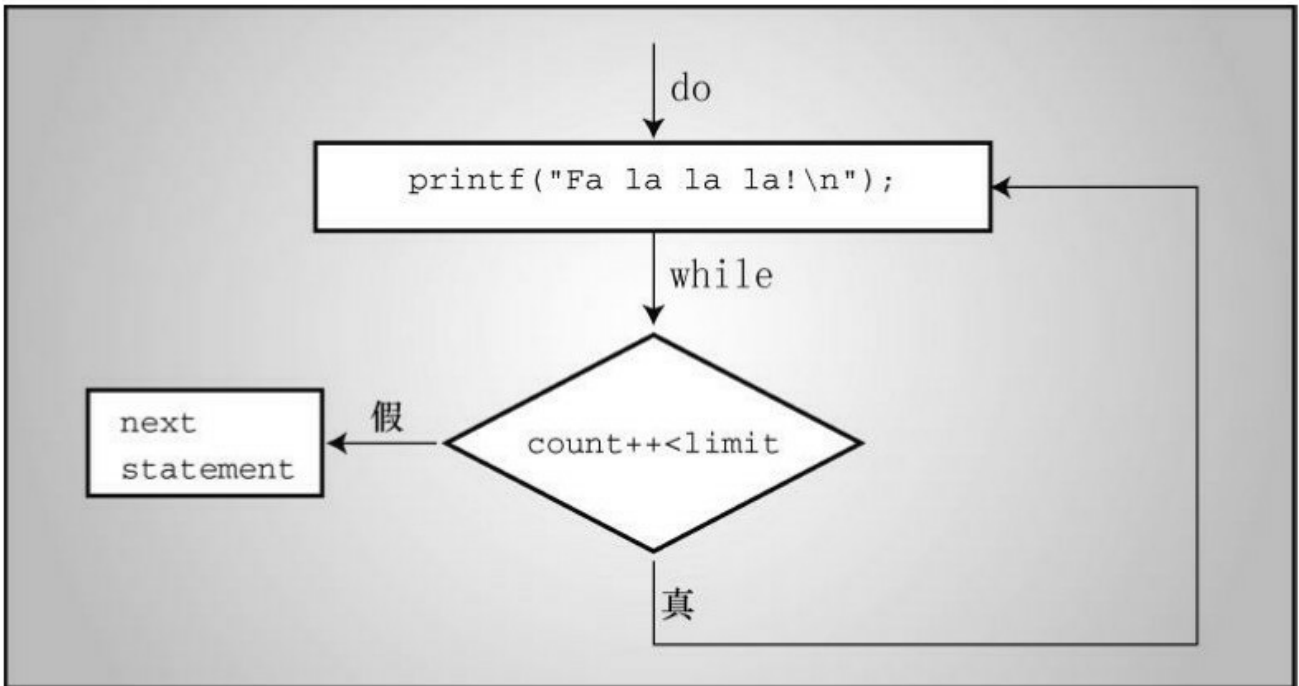 do
printf("Fa la la la!\n");
while
假
next
statement
count++<limit
真